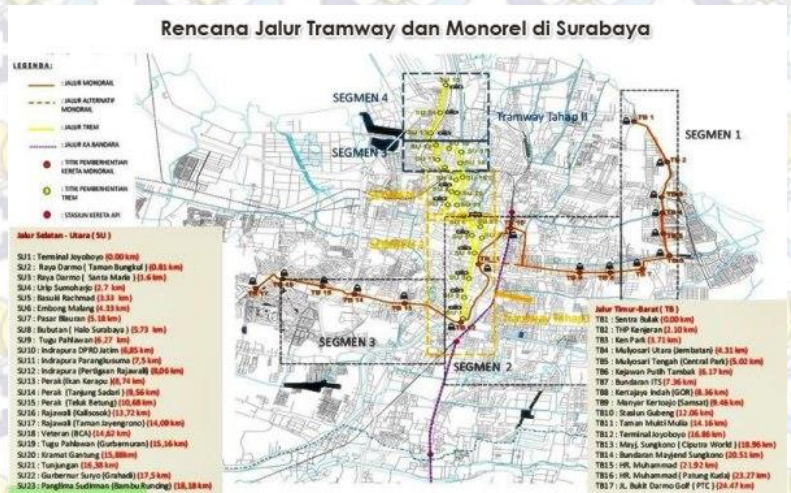 Rencana Jalur Tramway dan Monorel di Surabaya
LEGENDA:
: JALUR MONORAIL
: JALUR ALTERNATIF MONORAIL
: JALUR TREM
: JALUR KA BANDARA
: TITIK PEMBERHENTIAN KERETA MONORAIL
: TITIK PEMBERHENTIAN TREM
: STASIUN KERETA API
SEGMEN 4
SEGMEN 3
Tramway Tahap II
SEGMEN 1
TB 1
TB 2
SEGMEN 3
SEGMEN 2
TB 14
Jalur Selatan - Utara ( SU )
SU1 : Terminal Joyoboyo (0.00 km)
SU2 : Raya Darmo ( Taman Bungkul ) (0.81 km)
SU3 : Raya Darmo ( Santa Maria ) (1.6 km)
SU4 : Urip Sumoharjo (2.7 km)
SU5 : Basuki Rachmad (3.33 km)
SU6 : Embong Malang (4.33 km)
SU7 : Pasar Blauran (5.18 km)
SU8 : Bubutan ( Halo Surabaya ) (5.73 km)
SU9 : Tugu Pahlawan (6.27 km)
SU10 : Indrapura DPRD Jatim (6,85 km)
SU11 : Indrapura Parangkusuma (7,5 km)
SU12 : Indrapura (Pertigaan Rajawali) (8,06 km)
SU13 : Perak (Ikan Kerapu) (8,74 km)
SU14 : Perak (Tanjung Sadari ) (9,56 km)
SU15 : Perak (Teluk Betung) (10,68 km)
SU16 : Rajawali (Kalisosok) (13,72 km)
SU17 : Rajawali (Taman Jayengrono) (14,09 km)
SU18 : Veteran (BCA) (14,62 km)
SU19 : Tugu Pahlawan (Gurbernuran) (15,16 km)
SU20 : Kramat Gantung (15,88km)
SU21 : Tunjungan (16,38 km)
SU22 : Gurbernur Suryo (Grahadi) (17,5 km)
SU23 : Panglima Sudirman (Bambu Runcing) (18,18 km)
Jalur Timur-Barat ( TB )
TB1 : Sentra Bulak (0.00 km)
TB2 : THP Kenjeran (2.10 km)
TB3 : Ken Park (3.71 km)
TB4 : Mulyosari Utara (Jembatan) (4.31 km)
TB5 : Mulyosari Tengah (Central Park) (5.02 km)
TB6 : Kejawan Putih Tambak (6.17 km)
TB7 : Bundaran ITS (7.36 km)
TB8 : Kertajaya Indah (GOR) (8.36 km)
TB9 : Manyar Kertoajo (Samsat) (9.46 km)
TB10 : Stasiun Gubeng (12.06 km)
TB11 : Taman Multi Mulia (14.16 km)
TB12 : Terminal Joyoboyo (16.86 km)
TB13 : Mayj. Sungkono ( Ciputra World ) (18.96 km)
TB14 : Bundaran Mayjend Sungkono (20.51 km)
TB15 : HR. Muhammad (21.92 km)
TB16 : HR. Muhammad ( Patung Kuda) (23.27 km)
TB17 : JL. Bukit Darmo Golf ( PTC ) (24.47 km)